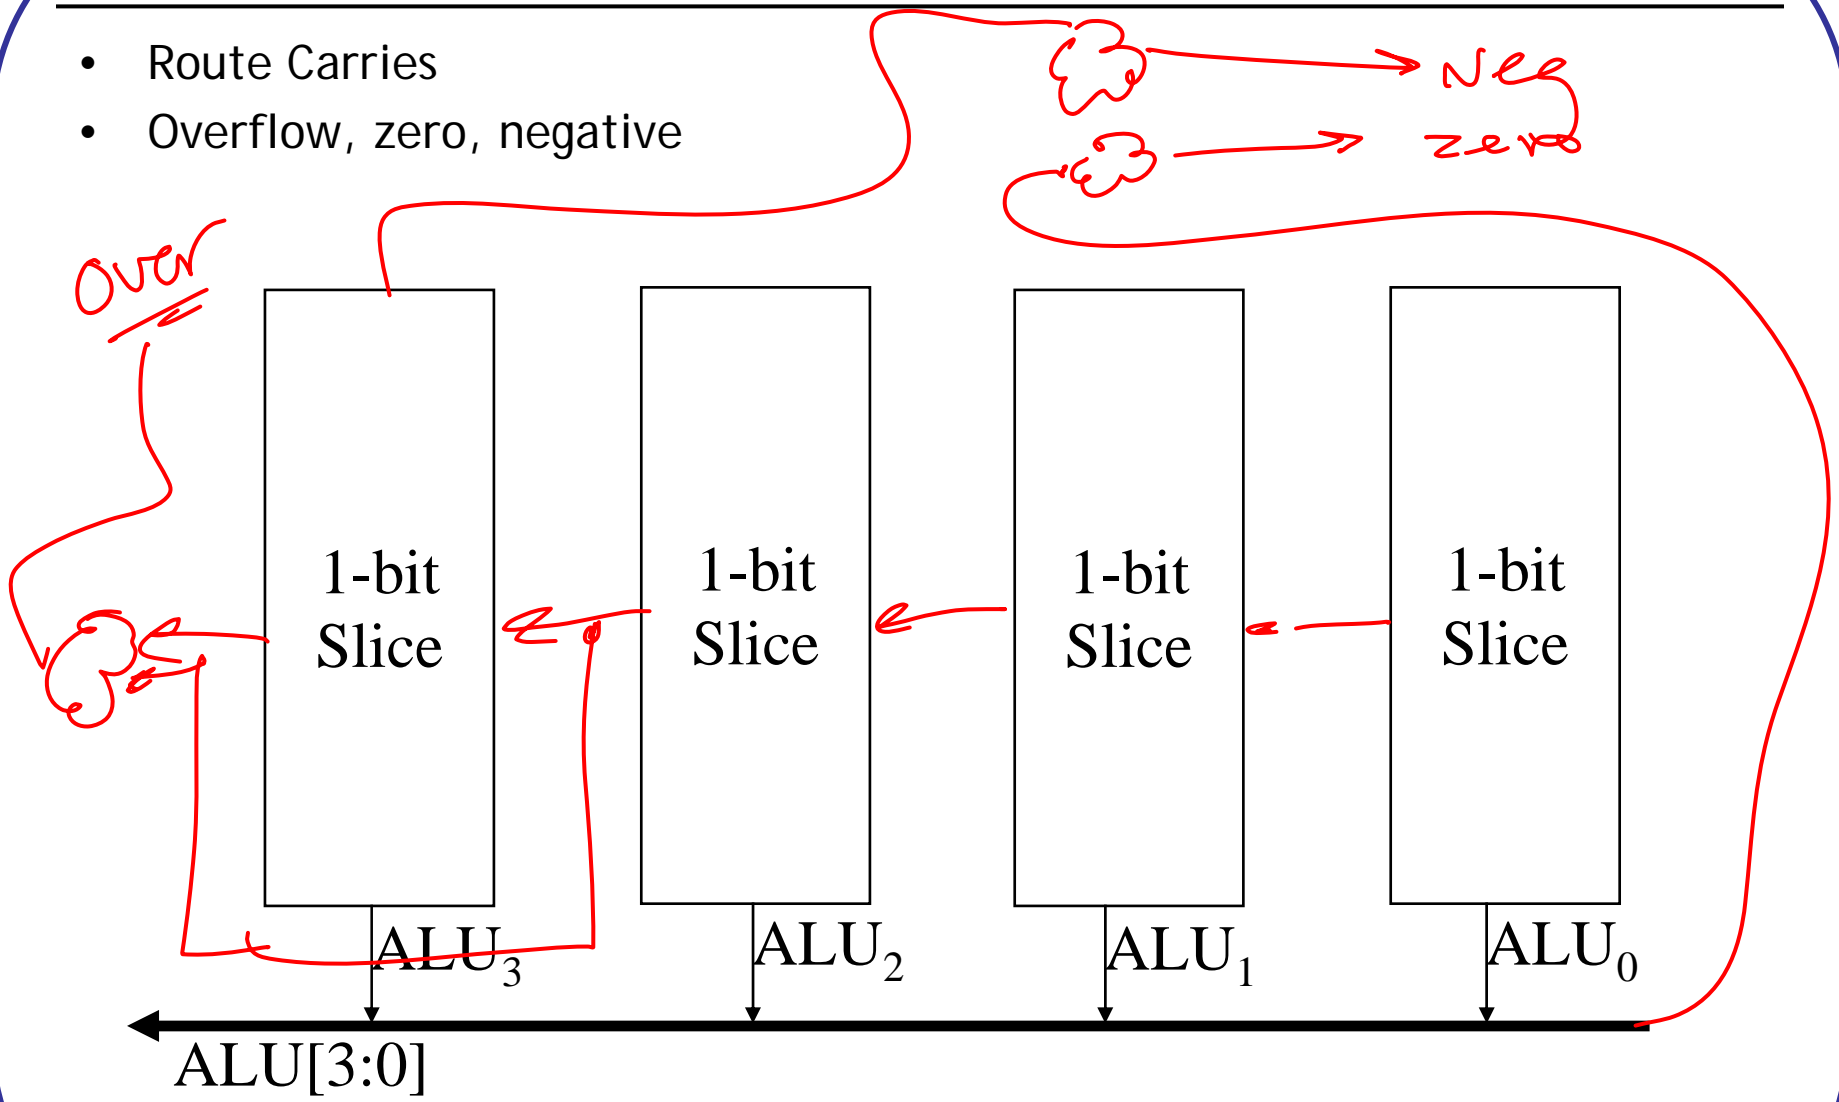 • Route Carries
• Overflow, zero, negative
Neg
zero
over
1-bit Slice
1-bit Slice
1-bit Slice
1-bit Slice
ALU₃
ALU₂
ALU₁
ALU₀
ALU[3:0]